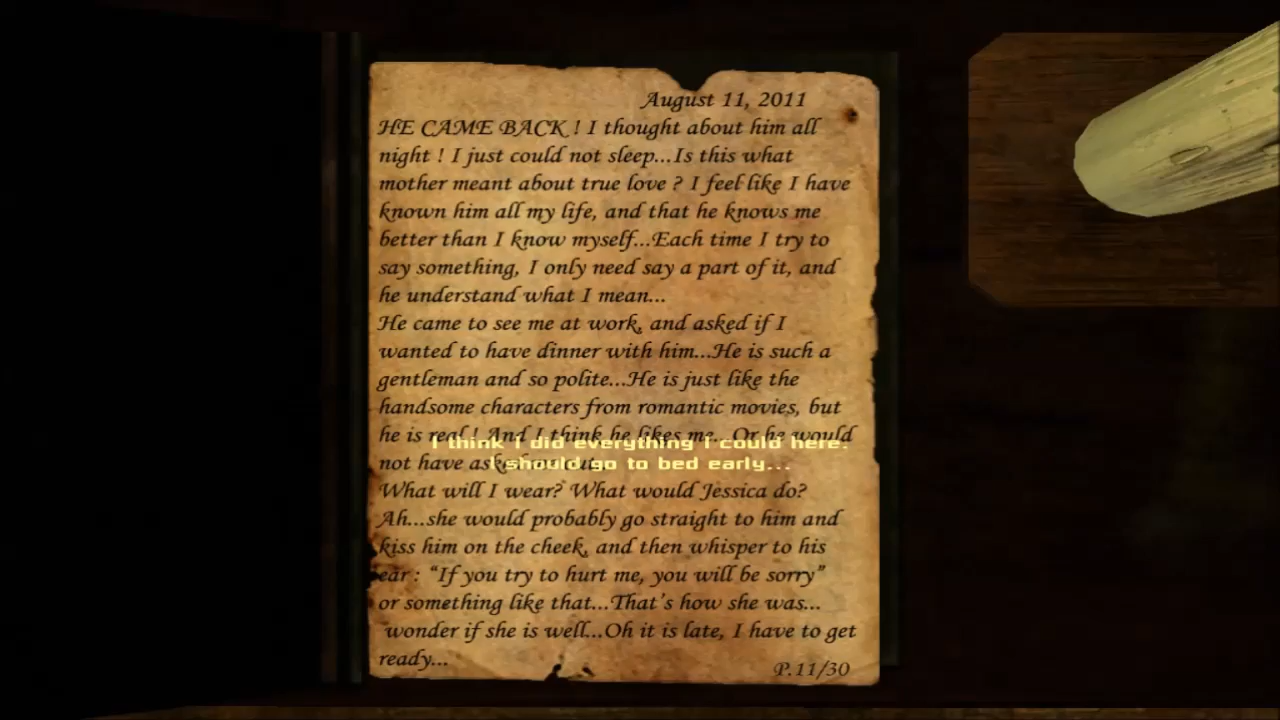 August 11, 2011
HE CAME BACK ! I thought about him all
night ! I just could not sleep...Is this what
mother meant about true love ? I feel like I have
known him all my life, and that he knows me
better than I know myself...Each time I try to
say something, I only need say a part of it, and
he understand what I mean...
He came to see me at work, and asked if I
wanted to have dinner with him...He is such a
gentleman and so polite...He is just like the
handsome characters from romantic movies, but
he is real ! And I think he likes me...Or he would
not have asked
I think I did everything I could here.
I should go to bed early...
What will I wear? What would Jessica do?
Ah...she would probably go straight to him and
kiss him on the cheek, and then whisper to his
ear : “If you try to hurt me, you will be sorry”
or something like that...That's how she was...
wonder if she is well...Oh it is late, I have to get
ready...
P.11/30